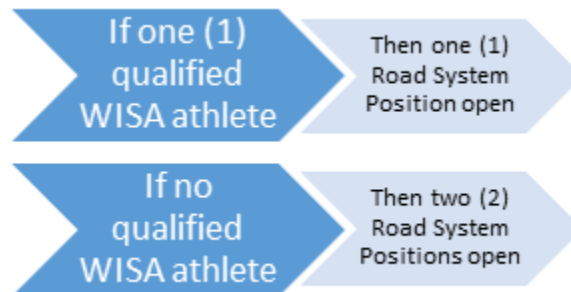 If one (1)
qualified
WISA athlete
Then one (1)
Road System
Position open
If no
qualified
WISA athlete
Then two (2)
Road System
Positions open